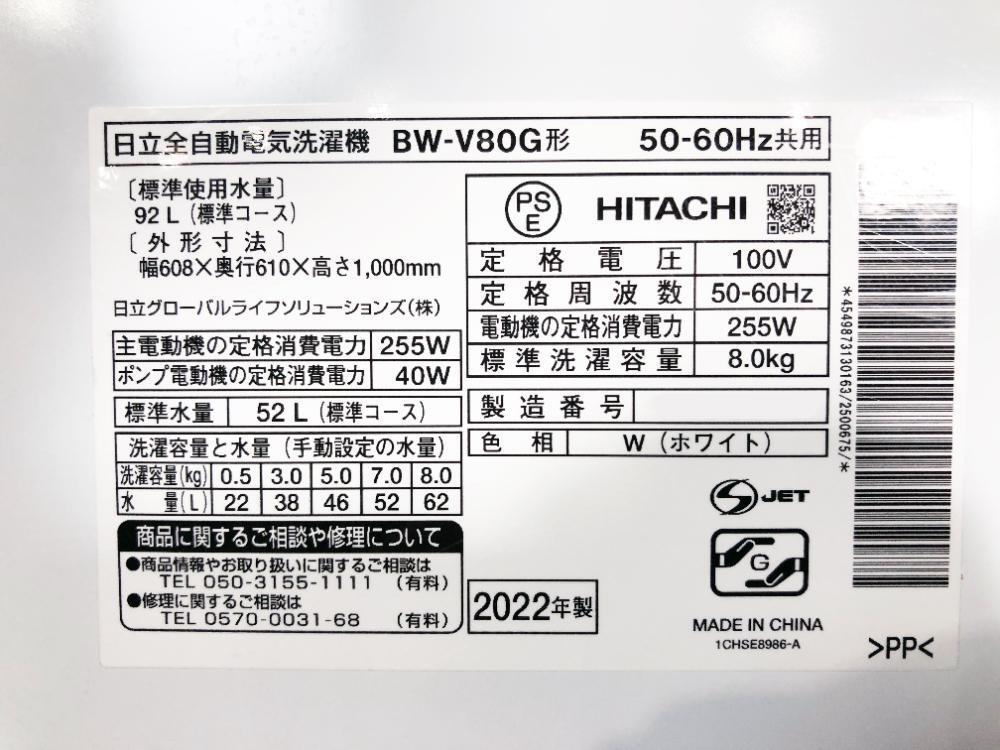 日立全自動電気洗濯機 BW-V80G形 50-60Hz共用
〔標準使用水量〕
92 L（標準コース）
〔外形寸法〕
幅608×奥行610×高さ1,000mm
日立グローバルライフソリューションズ（株）
主電動機の定格消費電力 255W
ポンプ電動機の定格消費電力 40W
標準水量 52 L（標準コース）
洗濯容量と水量（手動設定の水量）
洗濯容量(kg) 0.5 3.0 5.0 7.0 8.0
水量(L) 22 38 46 52 62
商品に関するご相談や修理について
●商品情報やお取り扱いに関するご相談は
TEL 050-3155-1111 （有料）
●修理に関するご相談は
TEL 0570-0031-68 （有料）
PS
E
HITACHI
定格電圧 100V
定格周波数 50-60Hz
電動機の定格消費電力 255W
標準洗濯容量 8.0kg
製造番号
色相 W（ホワイト）
S JET
G
2022年製
MADE IN CHINA
1CHSE8986-A
>PP<
*4549873130163/2500675/*